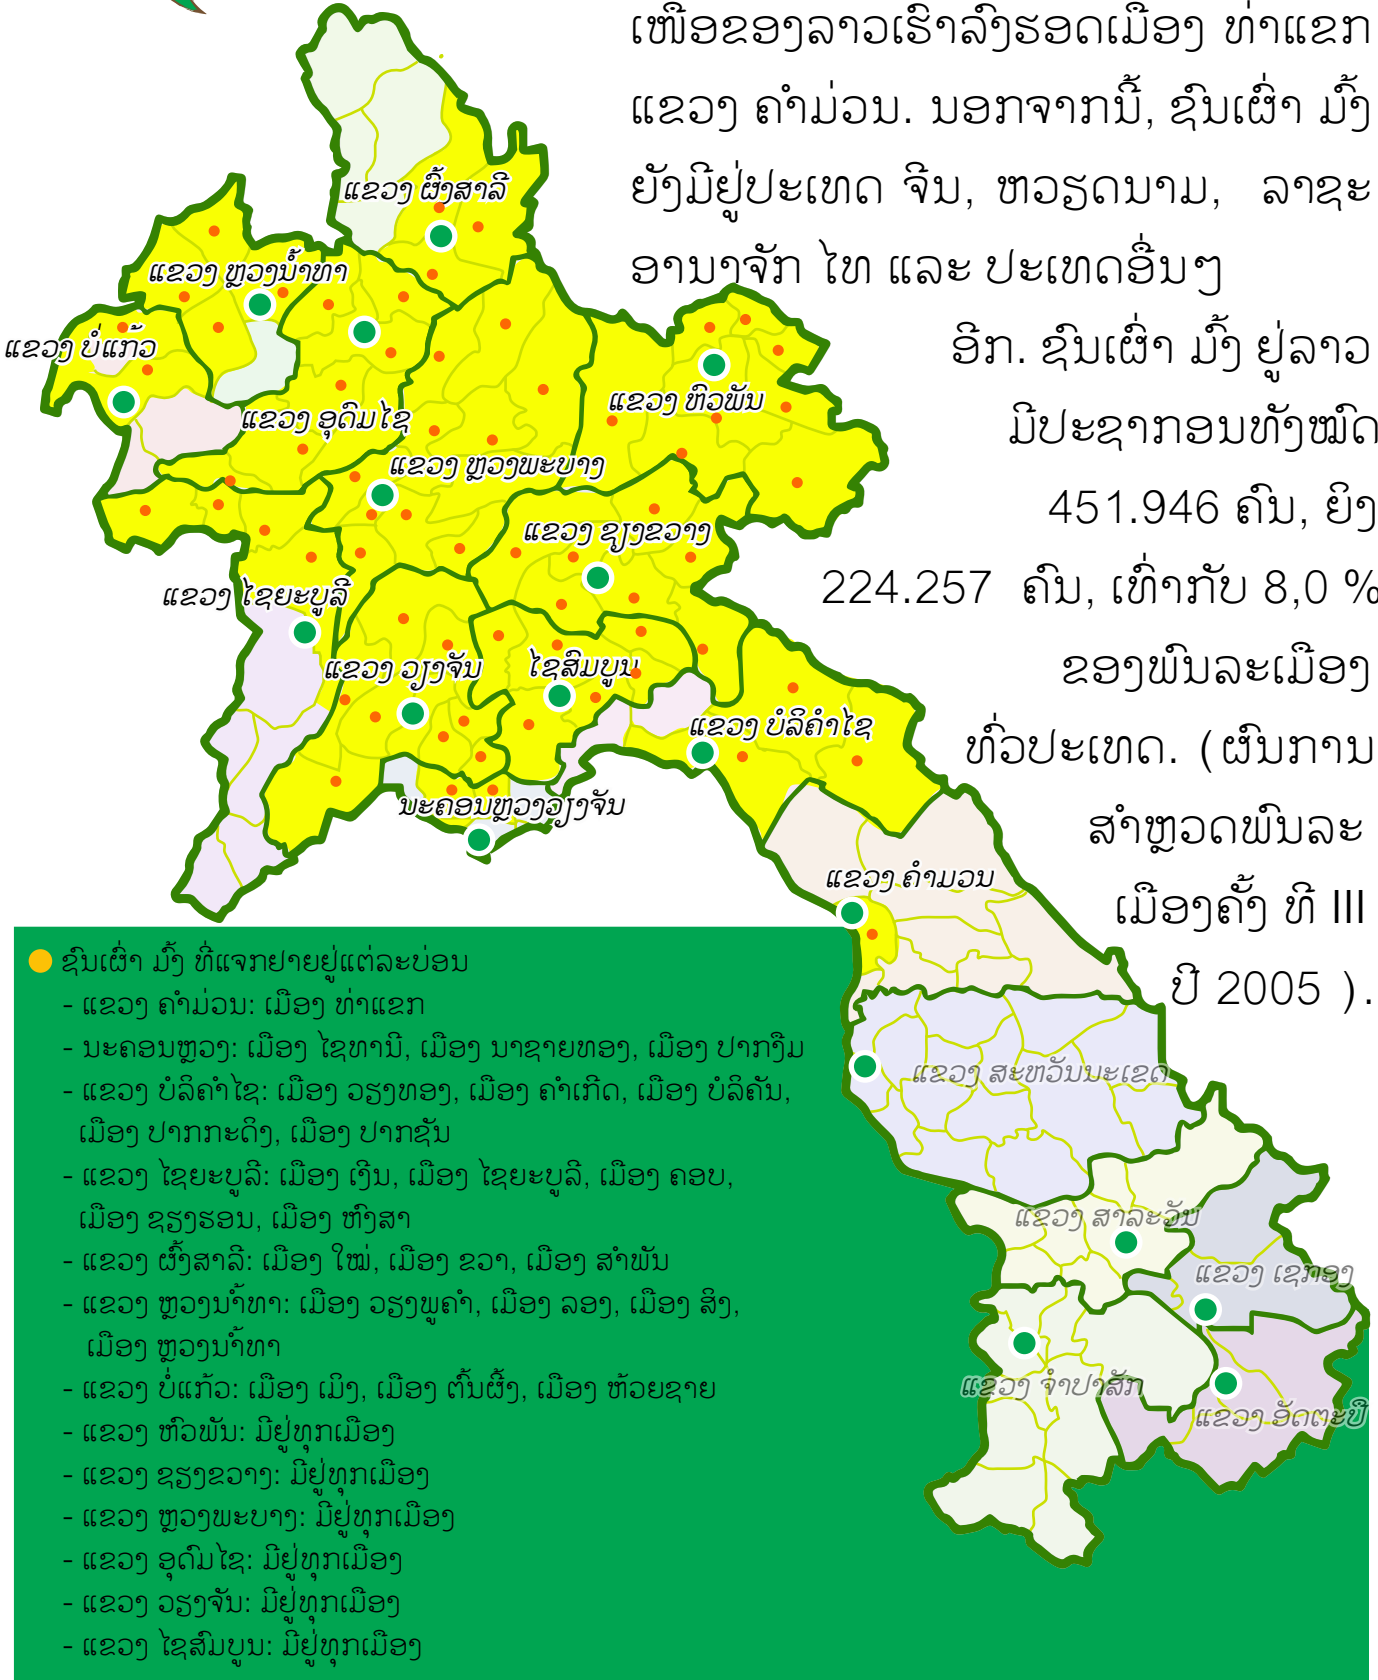 ເໜືອຂອງລາວເຮົາລົງຮອດເມືອງ ທ່າແຂກ
ແຂວງ ຄໍາມ່ວນ. ນອກຈາກນີ້, ຊົນເຜົ່າ ມົ້ງ
ຍັງມີຢູ່ປະເທດ ຈີນ, ຫວຽດນາມ, ລາຊະ
ອານາຈັກ ໄທ ແລະ ປະເທດອື່ນໆ
ອີກ. ຊົນເຜົ່າ ມົ້ງ ຢູ່ລາວ
ມີປະຊາກອນທັງໝົດ
451.946 ຄົນ, ຍິງ
224.257 ຄົນ, ເທົ່າກັບ 8,0 %
ຂອງພົນລະເມືອງ
ທົ່ວປະເທດ. (ຜົນການ
ສໍາຫຼວດພົນລະ
ເມືອງຄັ້ງ ທີ III
ປີ 2005 ).
ແຂວງ ຜົ້ງສາລີ
ແຂວງ ຫຼວງນໍ້າທາ
ແຂວງ ບໍ່ແກ້ວ
ແຂວງ ອຸດົມໄຊ
ແຂວງ ຫົວພັນ
ແຂວງ ຫຼວງພະບາງ
ແຂວງ ຊຽງຂວາງ
ແຂວງ ໄຊຍະບູລີ
ແຂວງ ວຽງຈັນ
ໄຊສົມບູນ
ແຂວງ ບໍລິຄໍາໄຊ
ນະຄອນຫຼວງວຽງຈັນ
ແຂວງ ຄໍາມວນ
ແຂວງ ສະຫວັນນະເຂດ
ແຂວງ ສາລະວັນ
ແຂວງ ເຊກອງ
ແຂວງ ຈໍາປາສັກ
ແຂວງ ອັດຕະປື
ຊົນເຜົ່າ ມົ້ງ ທີ່ແຈກຢາຍຢູ່ແຕ່ລະບ່ອນ
- ແຂວງ ຄໍາມ່ວນ: ເມືອງ ທ່າແຂກ
- ນະຄອນຫຼວງ: ເມືອງ ໄຊທານີ, ເມືອງ ນາຊາຍທອງ, ເມືອງ ປາກງື່ມ
- ແຂວງ ບໍລິຄໍາໄຊ: ເມືອງ ວຽງທອງ, ເມືອງ ຄໍາເກີດ, ເມືອງ ບໍລິຄັນ,
ເມືອງ ປາກກະດິງ, ເມືອງ ປາກຊັນ
- ແຂວງ ໄຊຍະບູລີ: ເມືອງ ເງິນ, ເມືອງ ໄຊຍະບູລີ, ເມືອງ ຄອບ,
ເມືອງ ຊຽງຮອນ, ເມືອງ ຫົງສາ
- ແຂວງ ຜົ້ງສາລີ: ເມືອງ ໃໝ່, ເມືອງ ຂວາ, ເມືອງ ສໍາພັນ
- ແຂວງ ຫຼວງນໍ້າທາ: ເມືອງ ວຽງພູຄໍາ, ເມືອງ ລອງ, ເມືອງ ສິງ,
ເມືອງ ຫຼວງນໍ້າທາ
- ແຂວງ ບໍ່ແກ້ວ: ເມືອງ ເມິງ, ເມືອງ ຕົ້ນຜີ້ງ, ເມືອງ ຫ້ວຍຊາຍ
- ແຂວງ ຫົວພັນ: ມີຢູ່ທຸກເມືອງ
- ແຂວງ ຊຽງຂວາງ: ມີຢູ່ທຸກເມືອງ
- ແຂວງ ຫຼວງພະບາງ: ມີຢູ່ທຸກເມືອງ
- ແຂວງ ອຸດົມໄຊ: ມີຢູ່ທຸກເມືອງ
- ແຂວງ ວຽງຈັນ: ມີຢູ່ທຸກເມືອງ
- ແຂວງ ໄຊສົມບູນ: ມີຢູ່ທຸກເມືອງ